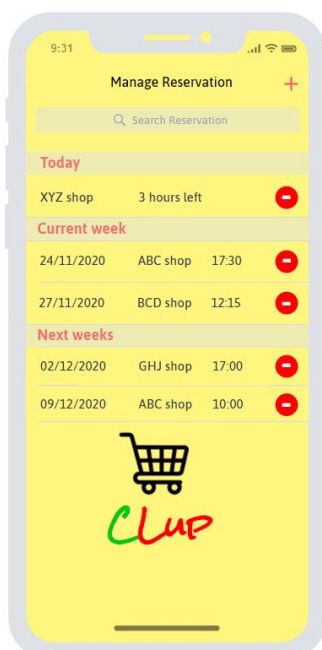 9:31
Manage Reservation +
Search Reservation
Today
XYZ shop 3 hours left
Current week
24/11/2020 ABC shop 17:30
27/11/2020 BCD shop 12:15
Next weeks
02/12/2020 GHJ shop 17:00
09/12/2020 ABC shop 10:00
CLup